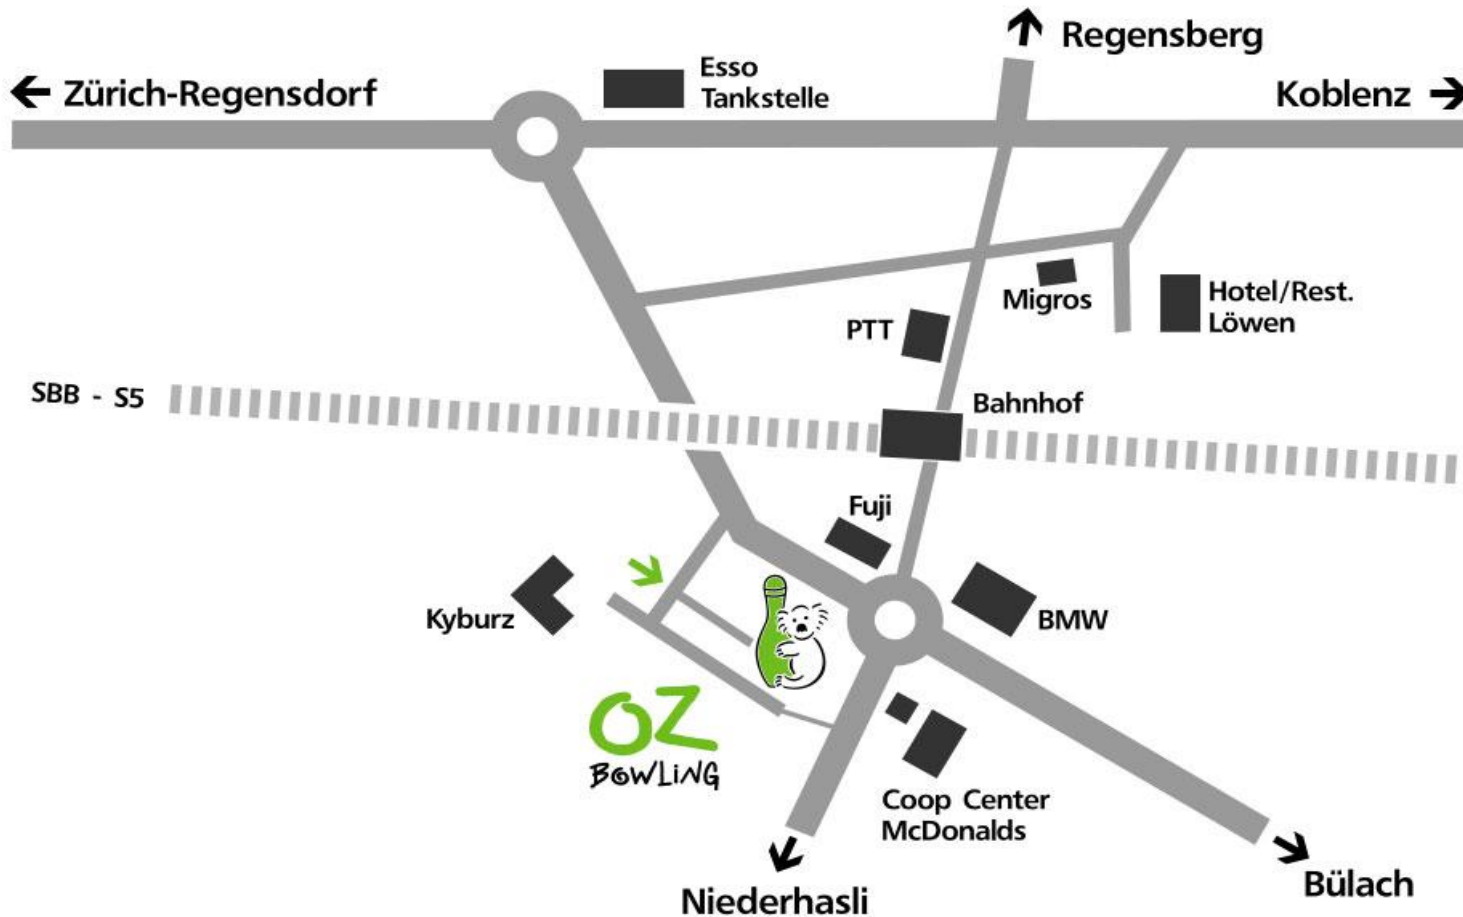 Regensberg
Esso
Tankstelle
Zürich-Regensdorf
Koblenz
Migros
Hotel/Rest.
Löwen
PTT
SBB - S5
Bahnhof
Fuji
Kyburz
BMW
OZ
BOWLiNG
Coop Center
McDonalds
Niederhasli
Bülach